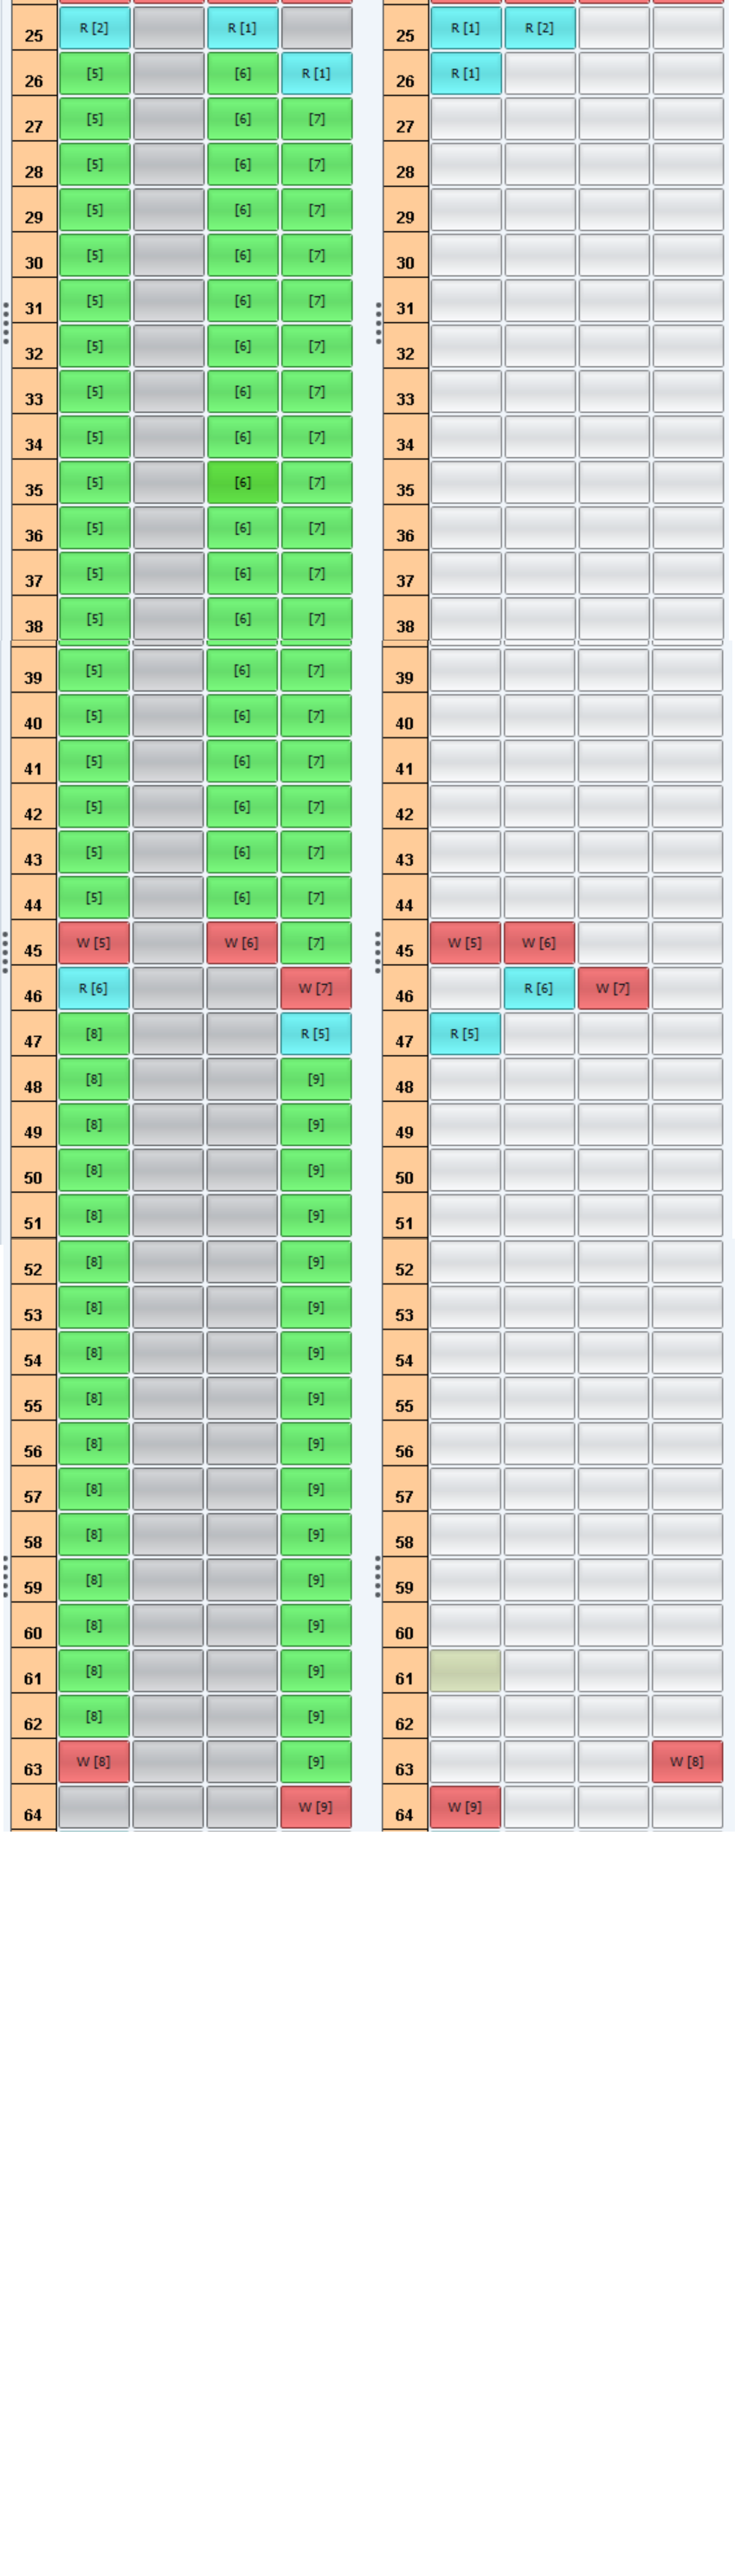 25 R [2] R [1] 25 R [1] R [2]
26 [5] [6] R [1] 26 R [1]
27 [5] [6] [7] 27
28 [5] [6] [7] 28
29 [5] [6] [7] 29
30 [5] [6] [7] 30
31 [5] [6] [7] 31
32 [5] [6] [7] 32
33 [5] [6] [7] 33
34 [5] [6] [7] 34
35 [5] [6] [7] 35
36 [5] [6] [7] 36
37 [5] [6] [7] 37
38 [5] [6] [7] 38
39 [5] [6] [7] 39
40 [5] [6] [7] 40
41 [5] [6] [7] 41
42 [5] [6] [7] 42
43 [5] [6] [7] 43
44 [5] [6] [7] 44
45 W [5] W [6] [7] 45 W [5] W [6]
46 R [6] W [7] 46 R [6] W [7]
47 [8] R [5] 47 R [5]
48 [8] [9] 48
49 [8] [9] 49
50 [8] [9] 50
51 [8] [9] 51
52 [8] [9] 52
53 [8] [9] 53
54 [8] [9] 54
55 [8] [9] 55
56 [8] [9] 56
57 [8] [9] 57
58 [8] [9] 58
59 [8] [9] 59
60 [8] [9] 60
61 [8] [9] 61
62 [8] [9] 62
63 W [8] [9] 63 W [8]
64 W [9] 64 W [9]